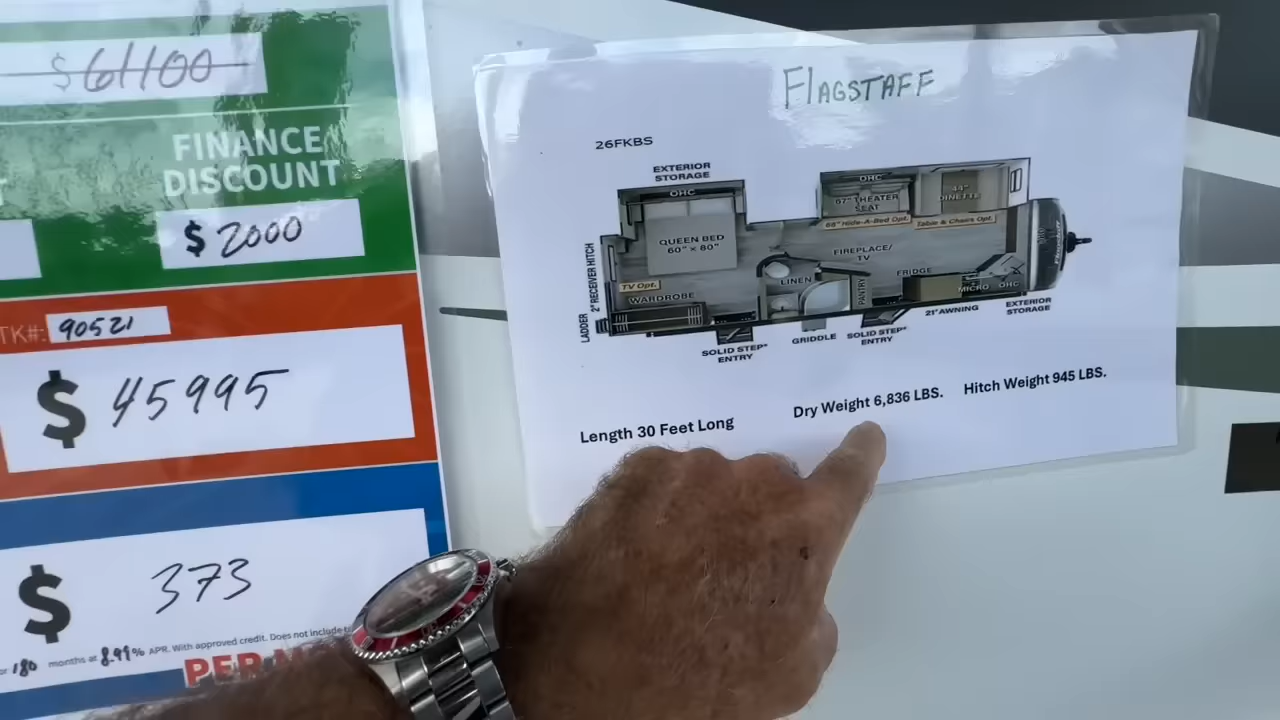 $61100
FINANCE
DISCOUNT
$ 2000
TK#: 90521
$ 45995
$ 373
180 months at 8.99% APR. With approved credit. Does not include
PER
FLAGSTAFF
26FKBS
EXTERIOR
STORAGE
OHC
QUEEN BED
60" x 80"
TV Opt.
WARDROBE
LADDER
2" RECEIVER HITCH
OHC
67" THEATER
SEAT
68" Hide-A-Bed Opt.
44"
DINETTE
Table & Chairs Opt.
FIREPLACE/
TV
LINEN
PANTRY
FRIDGE
MICRO
OHC
SOLID STEP*
ENTRY
GRIDDLE
SOLID STEP*
ENTRY
21' AWNING
EXTERIOR
STORAGE
Length 30 Feet Long
Dry Weight 6,836 LBS.
Hitch Weight 945 LBS.